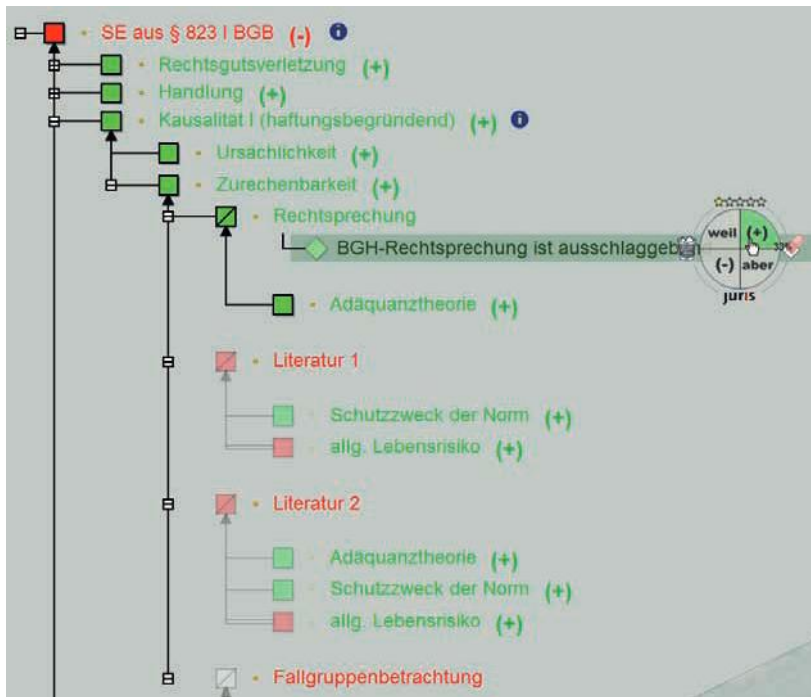 SE aus § 823 I BGB (-) i
Rechtsgutsverletzung (+)
Handlung (+)
Kausalität I (haftungsbegründend) (+) i
Ursächlichkeit (+)
Zurechenbarkeit (+)
Rechtsprechung
BGH-Rechtsprechung ist ausschlaggebend
weil (+)
(-) aber
juris
Adäquanztheorie (+)
Literatur 1
Schutzzweck der Norm (+)
allg. Lebensrisiko (+)
Literatur 2
Adäquanztheorie (+)
Schutzzweck der Norm (+)
allg. Lebensrisiko (+)
Fallgruppenbetrachtung